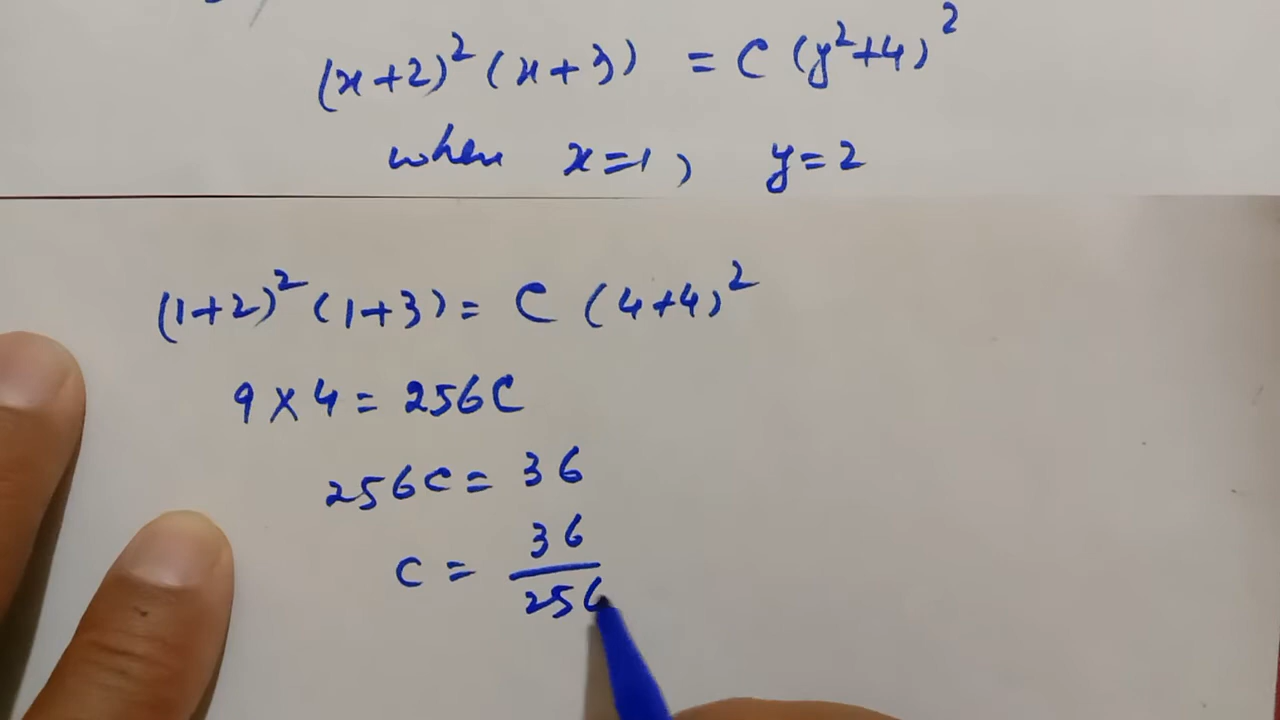 (x+2)² (x+3) = C (y²+4)²
when x=1, y=2
(1+2)² (1+3) = C (4+4)²
9 × 4 = 256C
256C = 36
C = 36/256